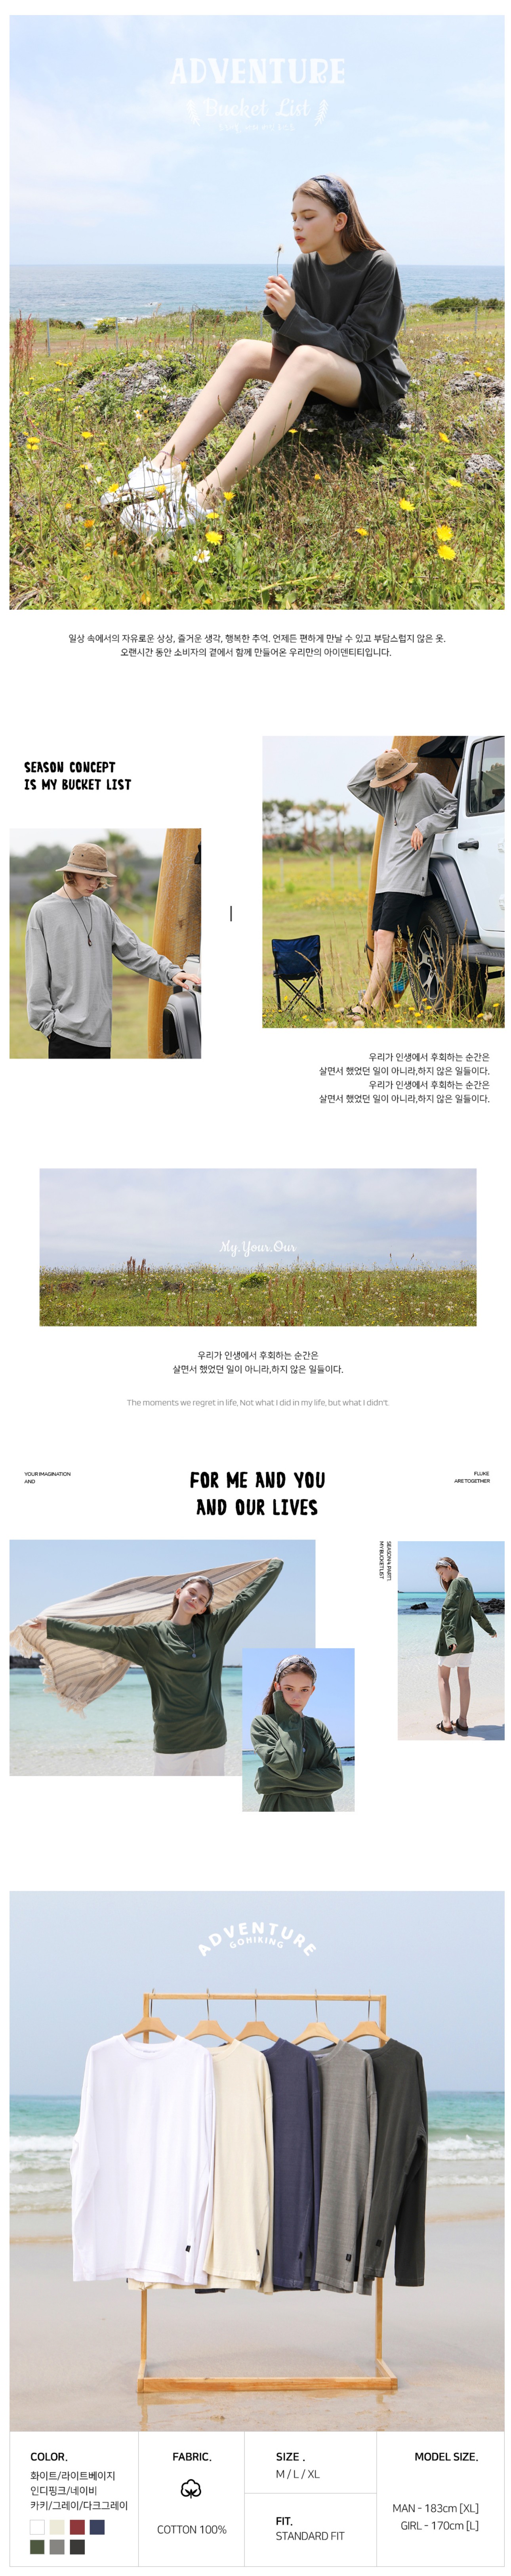 ADVENTURE
Bucket List
일상 속에서의 자유로운 상상, 즐거운 생각, 행복한 추억. 언제든 편하게 만날 수 있고 부담스럽지 않은 옷.
오랜시간 동안 소비자의 곁에서 함께 만들어온 우리만의 아이덴티티입니다.
SEASON CONCEPT
IS MY BUCKET LIST
우리가 인생에서 후회하는 순간은
살면서 했었던 일이 아니라,하지 않은 일들이다.
우리가 인생에서 후회하는 순간은
살면서 했었던 일이 아니라,하지 않은 일들이다.
My.Your.Our
우리가 인생에서 후회하는 순간은
살면서 했었던 일이 아니라,하지 않은 일들이다.
The moments we regret in life, Not what I did in my life, but what I didn't.
YOUR IMAGINATION
AND
FOR ME AND YOU
AND OUR LIVES
FLUKE
ARE TOGETHER
SEASON 4. PART1
MY BUCKET LIST
ADVENTURE
GOHIKING
COLOR.
화이트/라이트베이지
인디핑크/네이비
카키/그레이/다크그레이
FABRIC.
COTTON 100%
SIZE .
M / L / XL
FIT.
STANDARD FIT
MODEL SIZE.
MAN - 183cm [XL]
GIRL - 170cm [L]